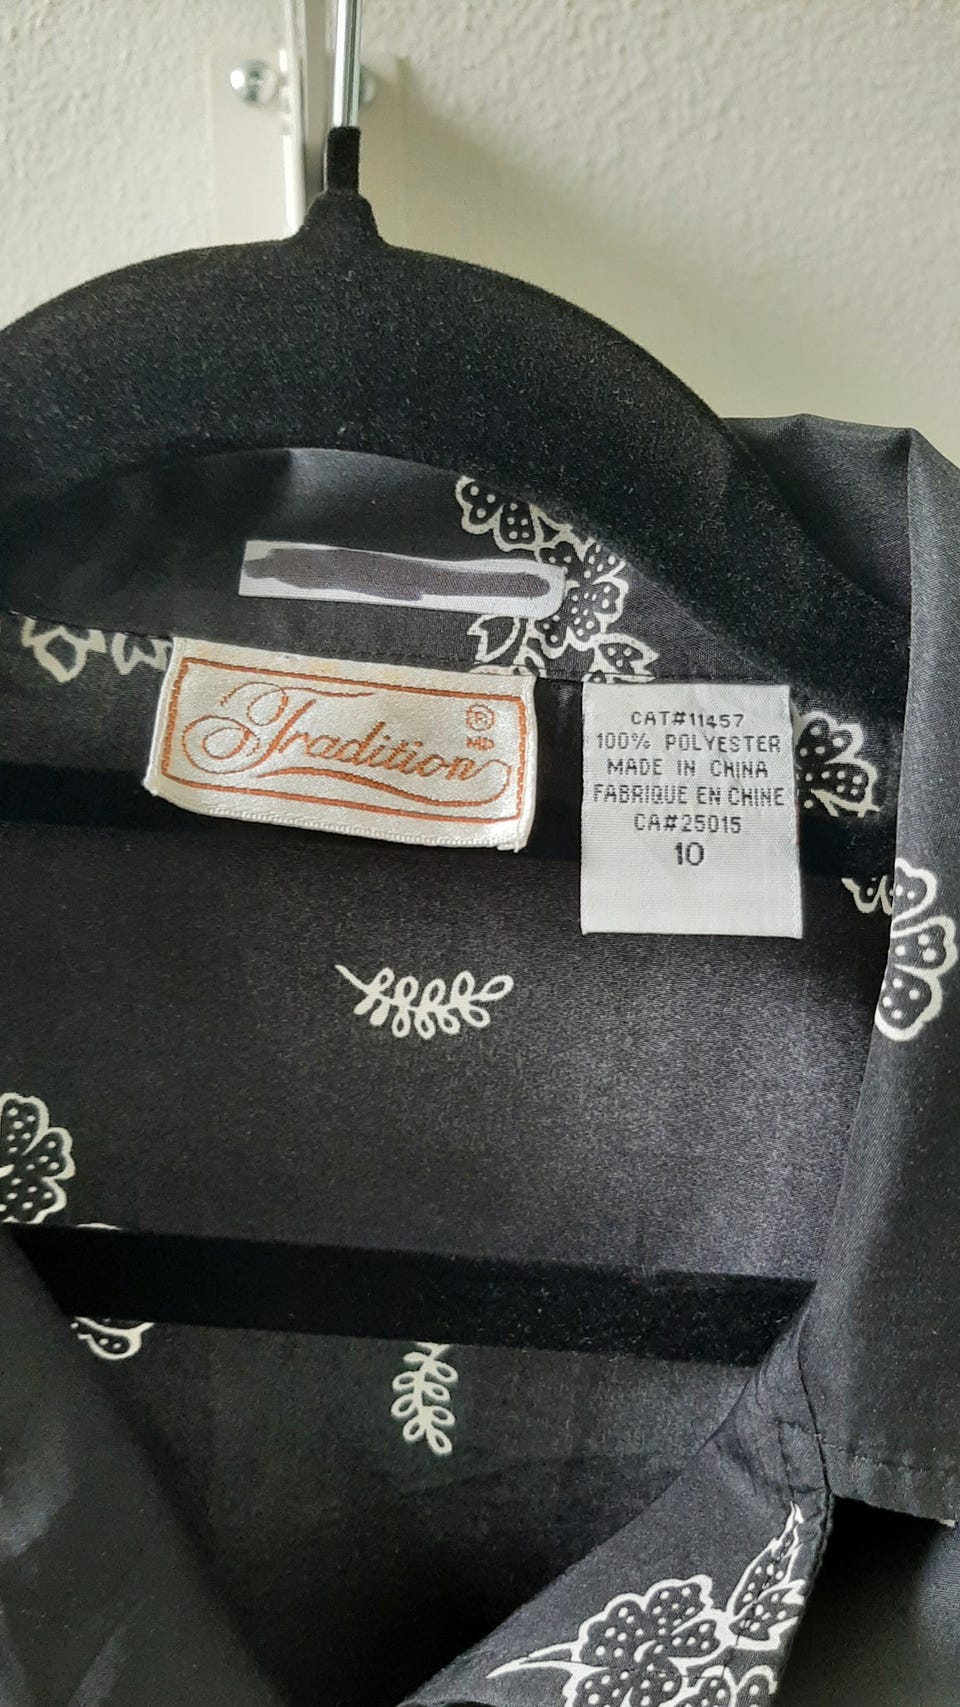 Tradition
®
MD
CAT#11457
100% POLYESTER
MADE IN CHINA
FABRIQUE EN CHINE
CA#25015
10